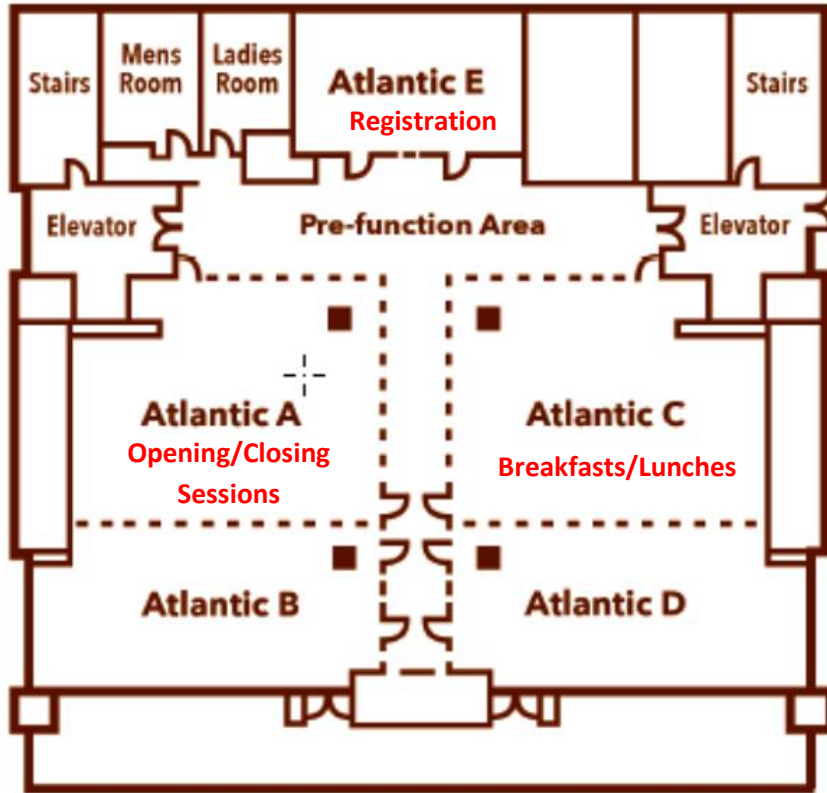 Stairs
Mens
Room
Ladies
Room
Atlantic E
Registration
Stairs
Elevator
Pre-function Area
Elevator
Atlantic A
Opening/Closing
Sessions
Atlantic C
Breakfasts/Lunches
Atlantic B
Atlantic D